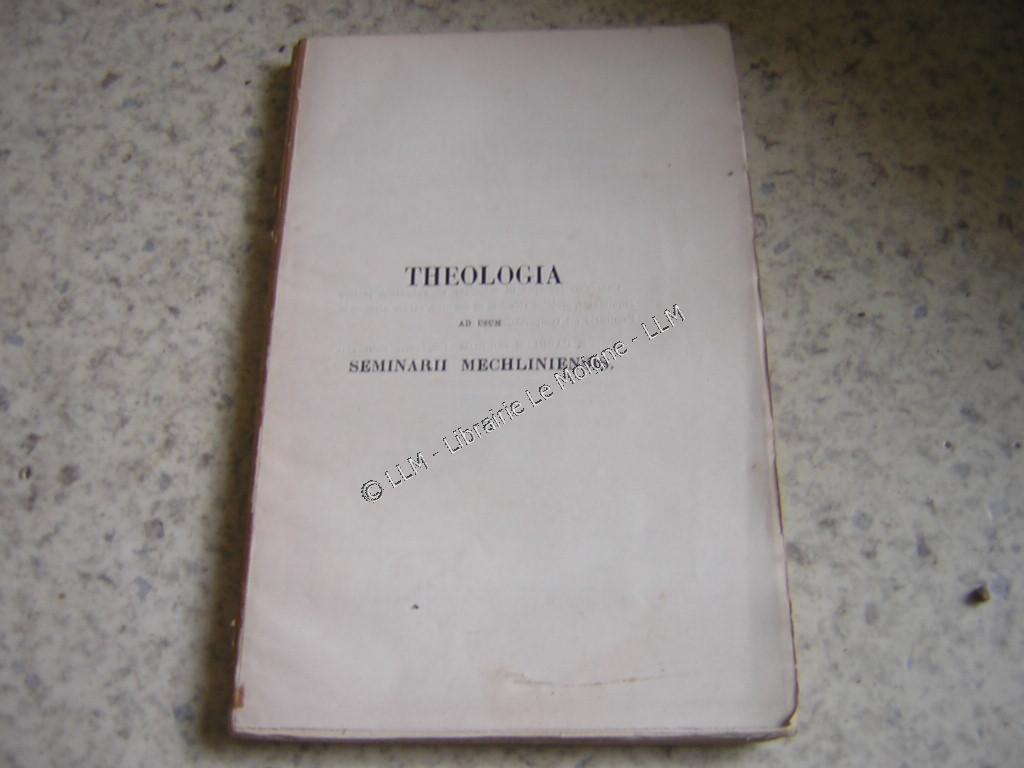 THEOLOGIA
AD USUM
SEMINARII MECHLINIENSIS.
© LLM - Librairie Le Moigne - LLM